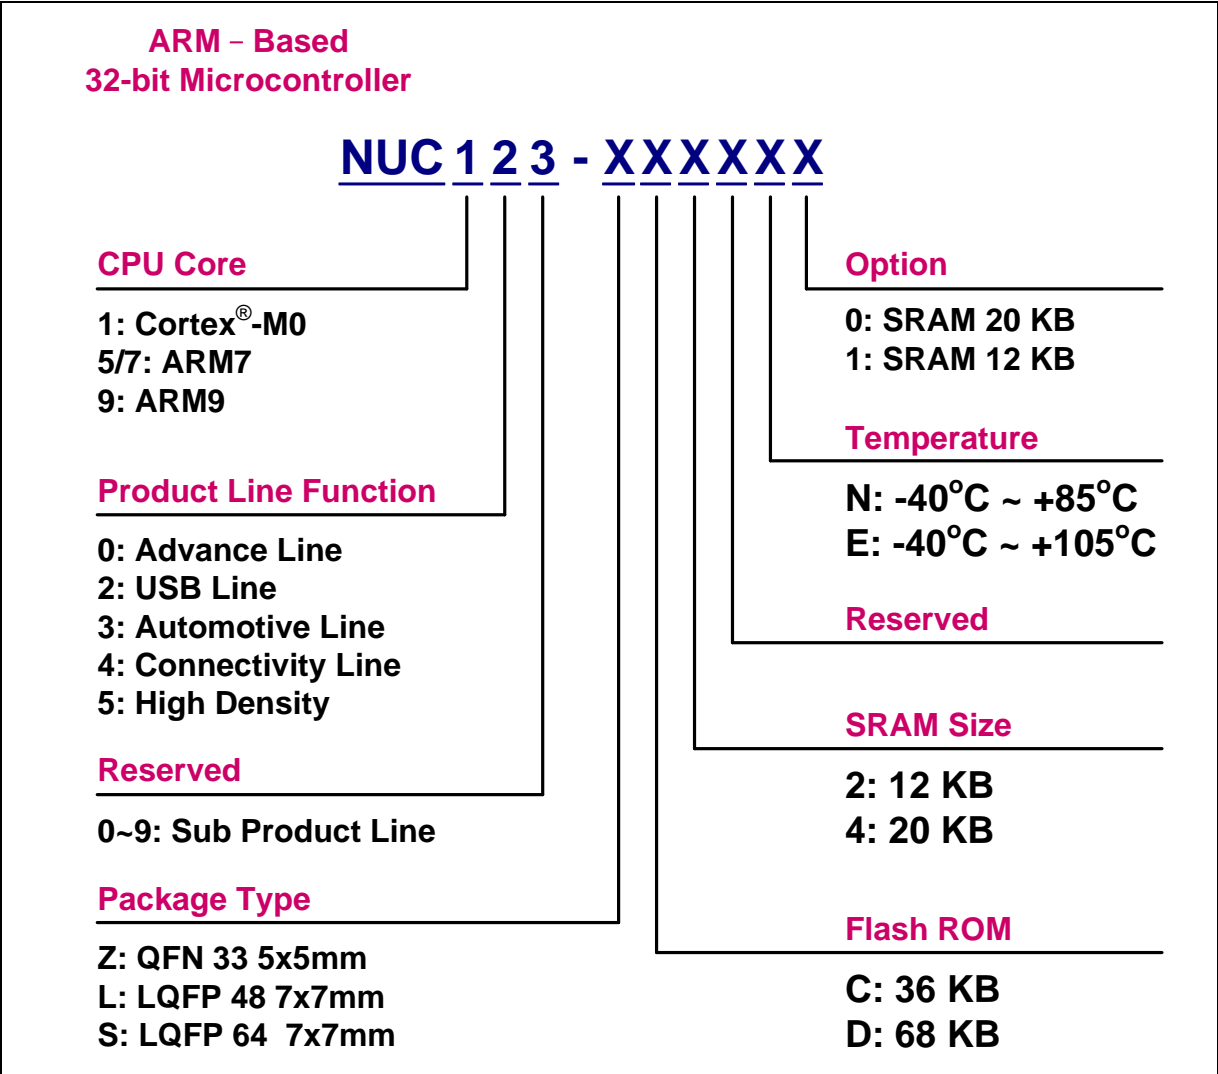 ARM – Based
32-bit Microcontroller
NUC 1 2 3 - X X X X X X
CPU Core
1: Cortex®-M0
5/7: ARM7
9: ARM9
Product Line Function
0: Advance Line
2: USB Line
3: Automotive Line
4: Connectivity Line
5: High Density
Reserved
0~9: Sub Product Line
Package Type
Z: QFN 33 5x5mm
L: LQFP 48 7x7mm
S: LQFP 64 7x7mm
Option
0: SRAM 20 KB
1: SRAM 12 KB
Temperature
N: -40°C ~ +85°C
E: -40°C ~ +105°C
Reserved
SRAM Size
2: 12 KB
4: 20 KB
Flash ROM
C: 36 KB
D: 68 KB